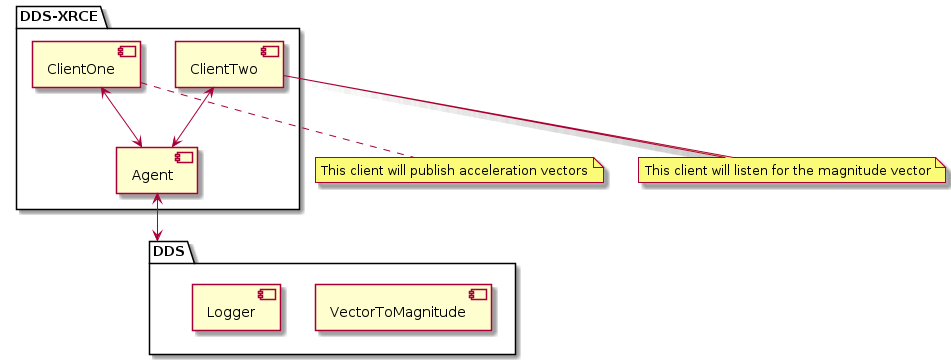 DDS-XRCE
ClientOne
ClientTwo
Agent
This client will publish acceleration vectors
This client will listen for the magnitude vector
DDS
Logger
VectorToMagnitude